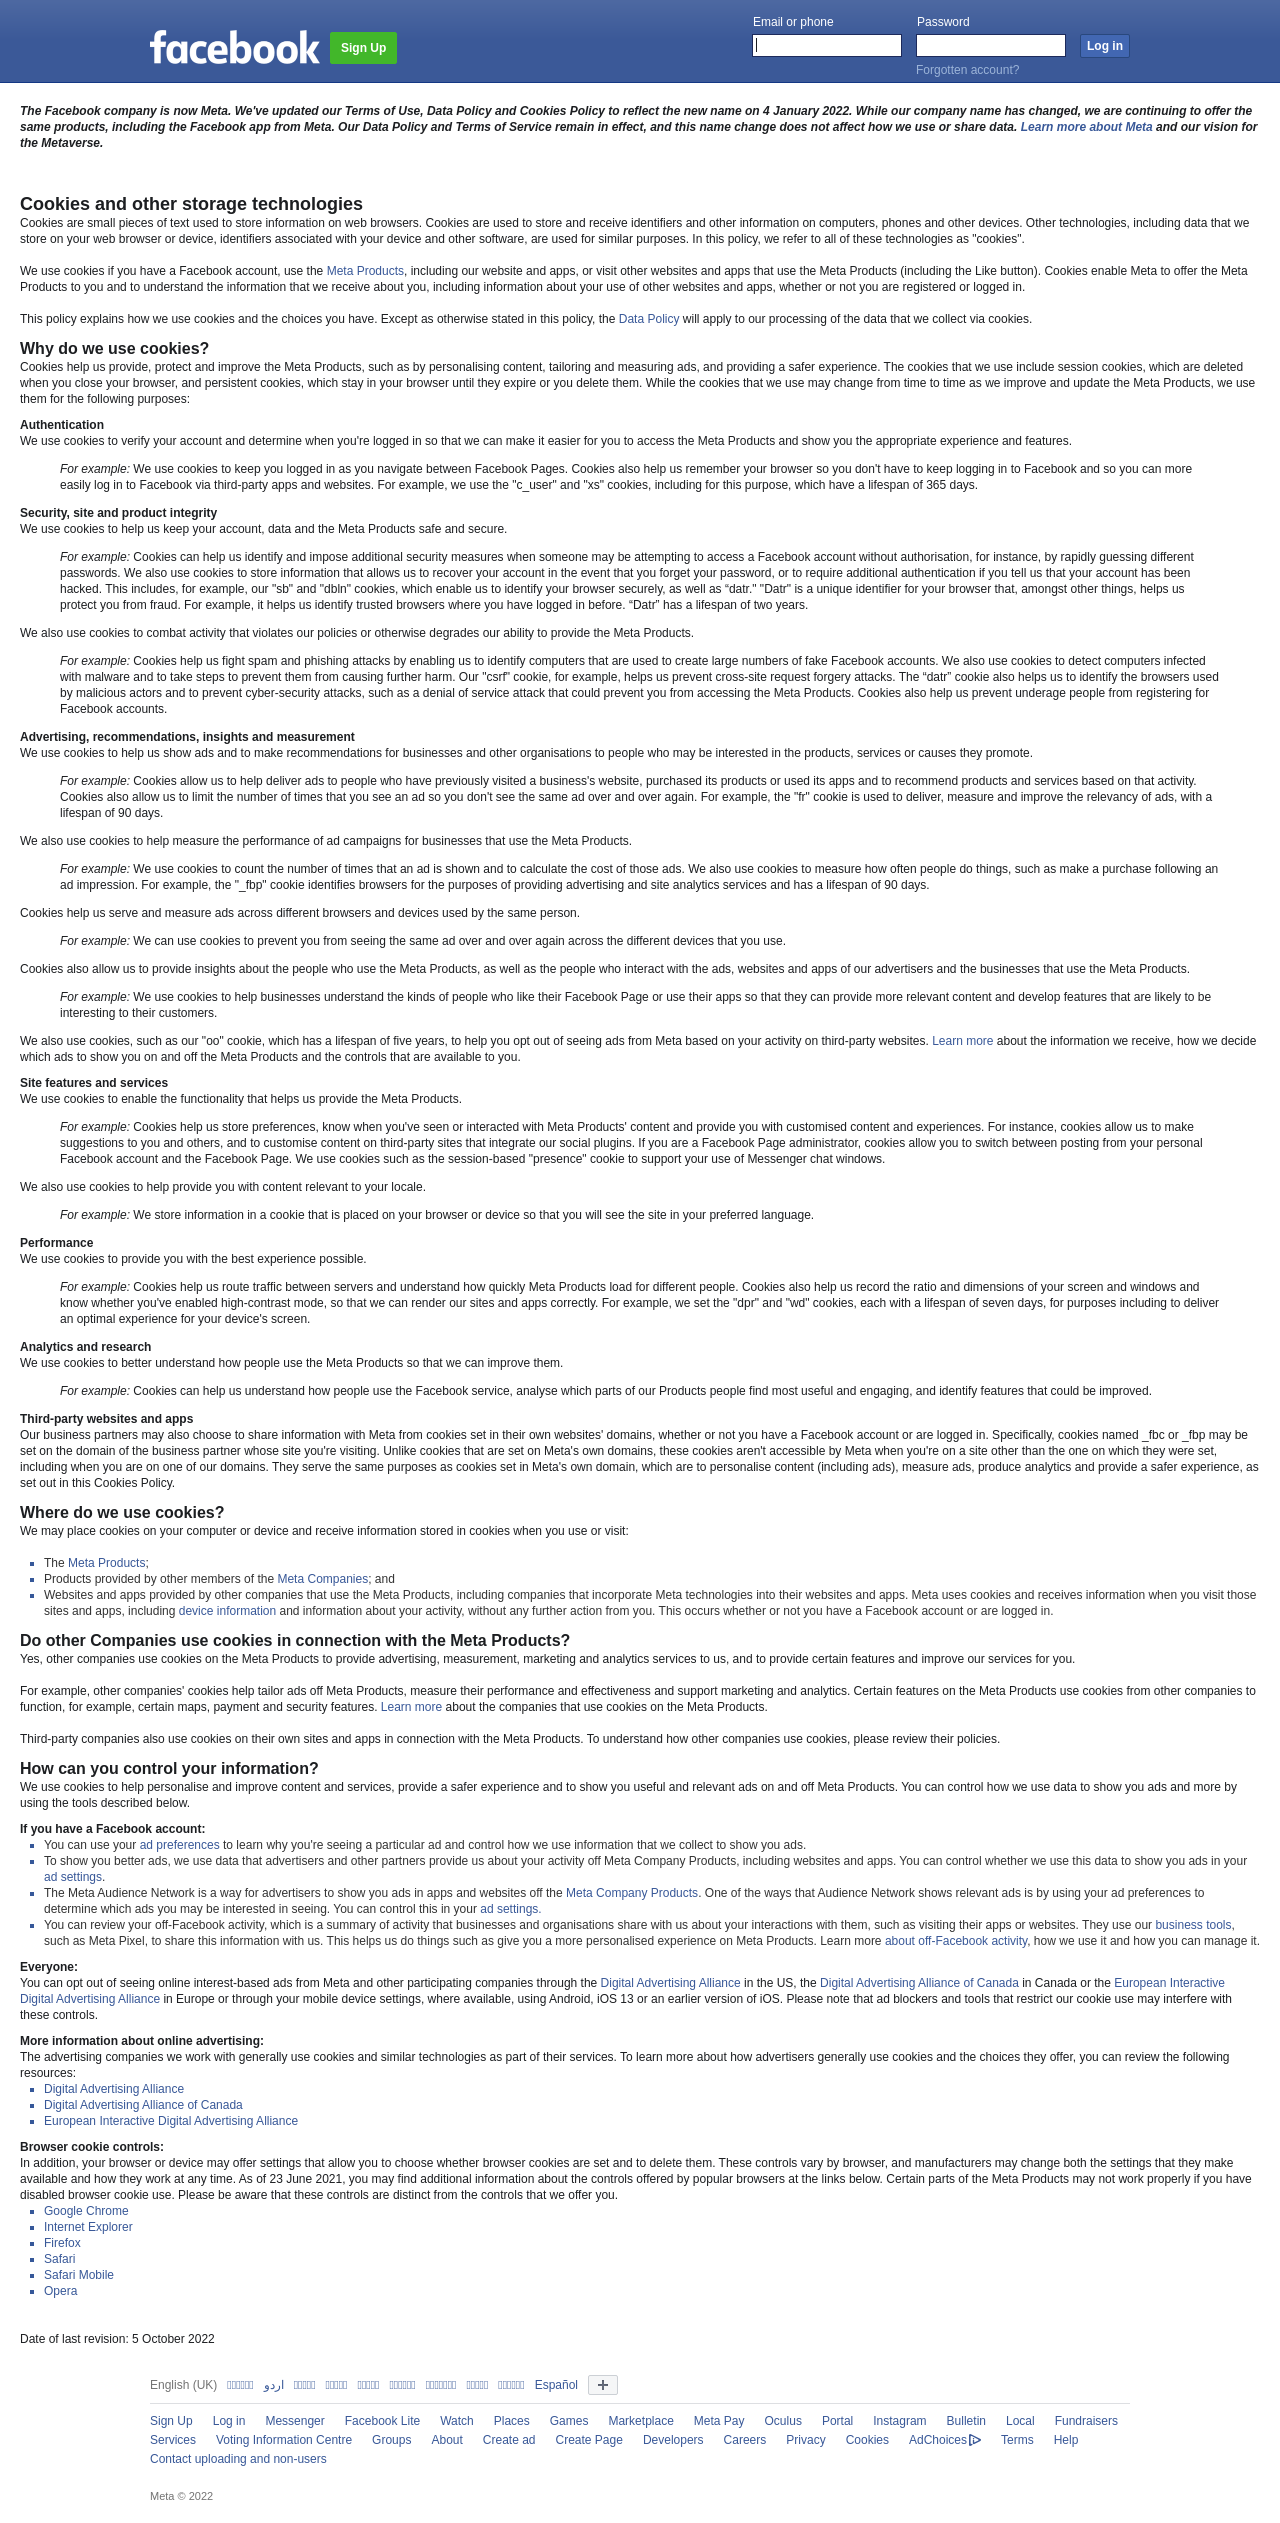 facebook
Sign Up
Email or phone
Password
Log in
Forgotten account?
The Facebook company is now Meta. We've updated our Terms of Use, Data Policy and Cookies Policy to reflect the new name on 4 January 2022. While our company name has changed, we are continuing to offer the
same products, including the Facebook app from Meta. Our Data Policy and Terms of Service remain in effect, and this name change does not affect how we use or share data. Learn more about Meta and our vision for
the Metaverse.
Cookies and other storage technologies
Cookies are small pieces of text used to store information on web browsers. Cookies are used to store and receive identifiers and other information on computers, phones and other devices. Other technologies, including data that we
store on your web browser or device, identifiers associated with your device and other software, are used for similar purposes. In this policy, we refer to all of these technologies as "cookies".
We use cookies if you have a Facebook account, use the Meta Products, including our website and apps, or visit other websites and apps that use the Meta Products (including the Like button). Cookies enable Meta to offer the Meta
Products to you and to understand the information that we receive about you, including information about your use of other websites and apps, whether or not you are registered or logged in.
This policy explains how we use cookies and the choices you have. Except as otherwise stated in this policy, the Data Policy will apply to our processing of the data that we collect via cookies.
Why do we use cookies?
Cookies help us provide, protect and improve the Meta Products, such as by personalising content, tailoring and measuring ads, and providing a safer experience. The cookies that we use include session cookies, which are deleted
when you close your browser, and persistent cookies, which stay in your browser until they expire or you delete them. While the cookies that we use may change from time to time as we improve and update the Meta Products, we use
them for the following purposes:
Authentication
We use cookies to verify your account and determine when you're logged in so that we can make it easier for you to access the Meta Products and show you the appropriate experience and features.
For example: We use cookies to keep you logged in as you navigate between Facebook Pages. Cookies also help us remember your browser so you don't have to keep logging in to Facebook and so you can more
easily log in to Facebook via third-party apps and websites. For example, we use the "c_user" and "xs" cookies, including for this purpose, which have a lifespan of 365 days.
Security, site and product integrity
We use cookies to help us keep your account, data and the Meta Products safe and secure.
For example: Cookies can help us identify and impose additional security measures when someone may be attempting to access a Facebook account without authorisation, for instance, by rapidly guessing different
passwords. We also use cookies to store information that allows us to recover your account in the event that you forget your password, or to require additional authentication if you tell us that your account has been
hacked. This includes, for example, our "sb" and "dbln" cookies, which enable us to identify your browser securely, as well as “datr." "Datr" is a unique identifier for your browser that, amongst other things, helps us
protect you from fraud. For example, it helps us identify trusted browsers where you have logged in before. “Datr” has a lifespan of two years.
We also use cookies to combat activity that violates our policies or otherwise degrades our ability to provide the Meta Products.
For example: Cookies help us fight spam and phishing attacks by enabling us to identify computers that are used to create large numbers of fake Facebook accounts. We also use cookies to detect computers infected
with malware and to take steps to prevent them from causing further harm. Our "csrf" cookie, for example, helps us prevent cross-site request forgery attacks. The “datr” cookie also helps us to identify the browsers used
by malicious actors and to prevent cyber-security attacks, such as a denial of service attack that could prevent you from accessing the Meta Products. Cookies also help us prevent underage people from registering for
Facebook accounts.
Advertising, recommendations, insights and measurement
We use cookies to help us show ads and to make recommendations for businesses and other organisations to people who may be interested in the products, services or causes they promote.
For example: Cookies allow us to help deliver ads to people who have previously visited a business's website, purchased its products or used its apps and to recommend products and services based on that activity.
Cookies also allow us to limit the number of times that you see an ad so you don't see the same ad over and over again. For example, the "fr" cookie is used to deliver, measure and improve the relevancy of ads, with a
lifespan of 90 days.
We also use cookies to help measure the performance of ad campaigns for businesses that use the Meta Products.
For example: We use cookies to count the number of times that an ad is shown and to calculate the cost of those ads. We also use cookies to measure how often people do things, such as make a purchase following an
ad impression. For example, the "_fbp" cookie identifies browsers for the purposes of providing advertising and site analytics services and has a lifespan of 90 days.
Cookies help us serve and measure ads across different browsers and devices used by the same person.
For example: We can use cookies to prevent you from seeing the same ad over and over again across the different devices that you use.
Cookies also allow us to provide insights about the people who use the Meta Products, as well as the people who interact with the ads, websites and apps of our advertisers and the businesses that use the Meta Products.
For example: We use cookies to help businesses understand the kinds of people who like their Facebook Page or use their apps so that they can provide more relevant content and develop features that are likely to be
interesting to their customers.
We also use cookies, such as our "oo" cookie, which has a lifespan of five years, to help you opt out of seeing ads from Meta based on your activity on third-party websites. Learn more about the information we receive, how we decide
which ads to show you on and off the Meta Products and the controls that are available to you.
Site features and services
We use cookies to enable the functionality that helps us provide the Meta Products.
For example: Cookies help us store preferences, know when you've seen or interacted with Meta Products' content and provide you with customised content and experiences. For instance, cookies allow us to make
suggestions to you and others, and to customise content on third-party sites that integrate our social plugins. If you are a Facebook Page administrator, cookies allow you to switch between posting from your personal
Facebook account and the Facebook Page. We use cookies such as the session-based "presence" cookie to support your use of Messenger chat windows.
We also use cookies to help provide you with content relevant to your locale.
For example: We store information in a cookie that is placed on your browser or device so that you will see the site in your preferred language.
Performance
We use cookies to provide you with the best experience possible.
For example: Cookies help us route traffic between servers and understand how quickly Meta Products load for different people. Cookies also help us record the ratio and dimensions of your screen and windows and
know whether you've enabled high-contrast mode, so that we can render our sites and apps correctly. For example, we set the "dpr" and "wd" cookies, each with a lifespan of seven days, for purposes including to deliver
an optimal experience for your device's screen.
Analytics and research
We use cookies to better understand how people use the Meta Products so that we can improve them.
For example: Cookies can help us understand how people use the Facebook service, analyse which parts of our Products people find most useful and engaging, and identify features that could be improved.
Third-party websites and apps
Our business partners may also choose to share information with Meta from cookies set in their own websites' domains, whether or not you have a Facebook account or are logged in. Specifically, cookies named _fbc or _fbp may be
set on the domain of the business partner whose site you're visiting. Unlike cookies that are set on Meta's own domains, these cookies aren't accessible by Meta when you're on a site other than the one on which they were set,
including when you are on one of our domains. They serve the same purposes as cookies set in Meta's own domain, which are to personalise content (including ads), measure ads, produce analytics and provide a safer experience, as
set out in this Cookies Policy.
Where do we use cookies?
We may place cookies on your computer or device and receive information stored in cookies when you use or visit:
The Meta Products;
Products provided by other members of the Meta Companies; and
Websites and apps provided by other companies that use the Meta Products, including companies that incorporate Meta technologies into their websites and apps. Meta uses cookies and receives information when you visit those
sites and apps, including device information and information about your activity, without any further action from you. This occurs whether or not you have a Facebook account or are logged in.
Do other Companies use cookies in connection with the Meta Products?
Yes, other companies use cookies on the Meta Products to provide advertising, measurement, marketing and analytics services to us, and to provide certain features and improve our services for you.
For example, other companies' cookies help tailor ads off Meta Products, measure their performance and effectiveness and support marketing and analytics. Certain features on the Meta Products use cookies from other companies to
function, for example, certain maps, payment and security features. Learn more about the companies that use cookies on the Meta Products.
Third-party companies also use cookies on their own sites and apps in connection with the Meta Products. To understand how other companies use cookies, please review their policies.
How can you control your information?
We use cookies to help personalise and improve content and services, provide a safer experience and to show you useful and relevant ads on and off Meta Products. You can control how we use data to show you ads and more by
using the tools described below.
If you have a Facebook account:
You can use your ad preferences to learn why you're seeing a particular ad and control how we use information that we collect to show you ads.
To show you better ads, we use data that advertisers and other partners provide us about your activity off Meta Company Products, including websites and apps. You can control whether we use this data to show you ads in your
ad settings.
The Meta Audience Network is a way for advertisers to show you ads in apps and websites off the Meta Company Products. One of the ways that Audience Network shows relevant ads is by using your ad preferences to
determine which ads you may be interested in seeing. You can control this in your ad settings.
You can review your off-Facebook activity, which is a summary of activity that businesses and organisations share with us about your interactions with them, such as visiting their apps or websites. They use our business tools,
such as Meta Pixel, to share this information with us. This helps us do things such as give you a more personalised experience on Meta Products. Learn more about off-Facebook activity, how we use it and how you can manage it.
Everyone:
You can opt out of seeing online interest-based ads from Meta and other participating companies through the Digital Advertising Alliance in the US, the Digital Advertising Alliance of Canada in Canada or the European Interactive
Digital Advertising Alliance in Europe or through your mobile device settings, where available, using Android, iOS 13 or an earlier version of iOS. Please note that ad blockers and tools that restrict our cookie use may interfere with
these controls.
More information about online advertising:
The advertising companies we work with generally use cookies and similar technologies as part of their services. To learn more about how advertisers generally use cookies and the choices they offer, you can review the following
resources:
Digital Advertising Alliance
Digital Advertising Alliance of Canada
European Interactive Digital Advertising Alliance
Browser cookie controls:
In addition, your browser or device may offer settings that allow you to choose whether browser cookies are set and to delete them. These controls vary by browser, and manufacturers may change both the settings that they make
available and how they work at any time. As of 23 June 2021, you may find additional information about the controls offered by popular browsers at the links below. Certain parts of the Meta Products may not work properly if you have
disabled browser cookie use. Please be aware that these controls are distinct from the controls that we offer you.
Google Chrome
Internet Explorer
Firefox
Safari
Safari Mobile
Opera
Date of last revision: 5 October 2022
English (UK) اردو Español
Sign Up Log in Messenger Facebook Lite Watch Places Games Marketplace Meta Pay Oculus Portal Instagram Bulletin Local Fundraisers
Services Voting Information Centre Groups About Create ad Create Page Developers Careers Privacy Cookies AdChoices Terms Help
Contact uploading and non-users
Meta © 2022